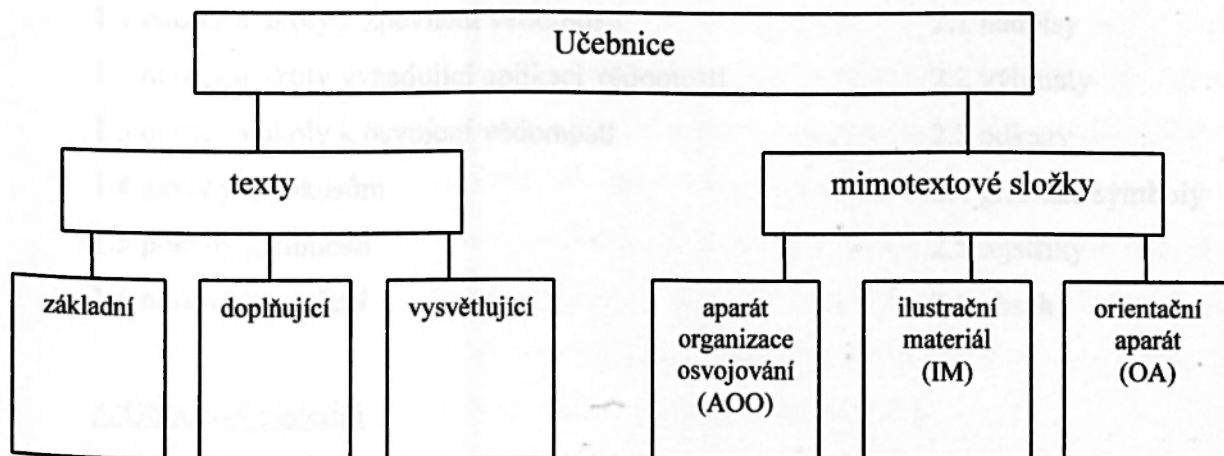 Učebnice
texty
mimotextové složky
základní
doplňující
vysvětlující
aparát
organizace
osvojování
(AOO)
ilustrační
materiál
(IM)
orientační
aparát
(OA)